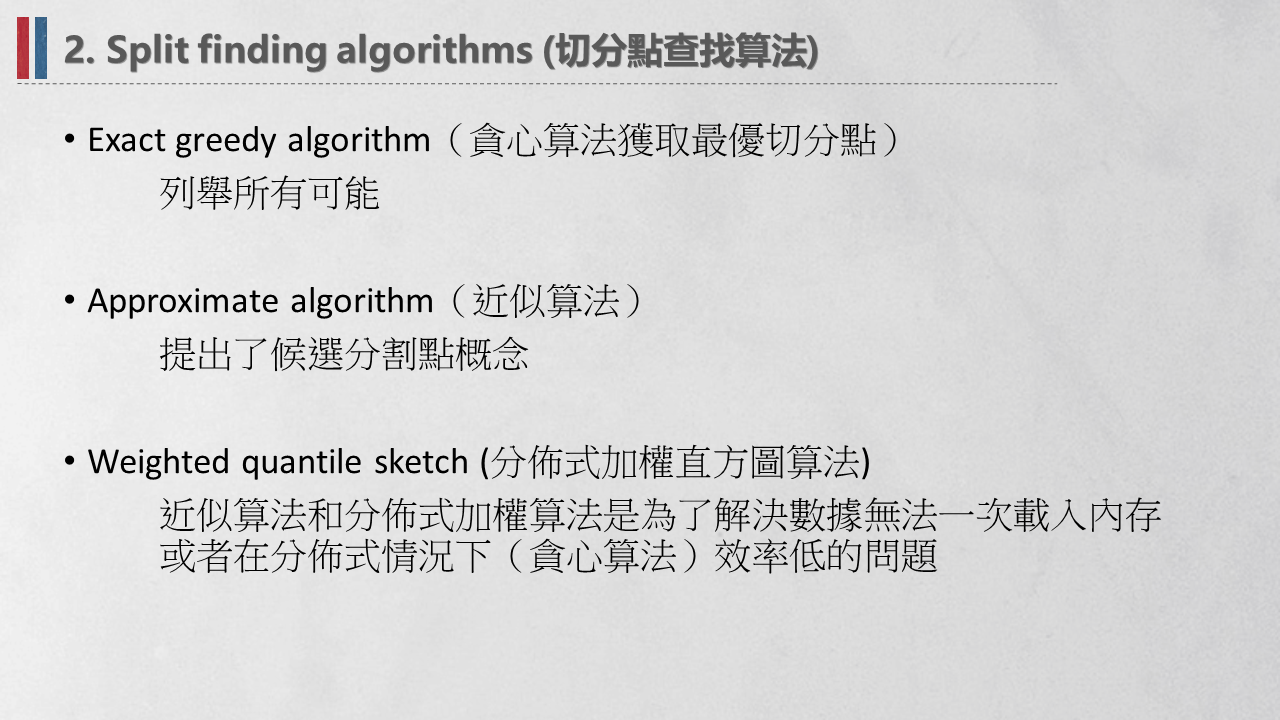 2. Split finding algorithms (切分點查找算法)
• Exact greedy algorithm（貪心算法獲取最優切分點）
列舉所有可能
• Approximate algorithm（近似算法）
提出了候選分割點概念
• Weighted quantile sketch (分佈式加權直方圖算法)
近似算法和分佈式加權算法是為了解決數據無法一次載入內存
或者在分佈式情況下（貪心算法）效率低的問題